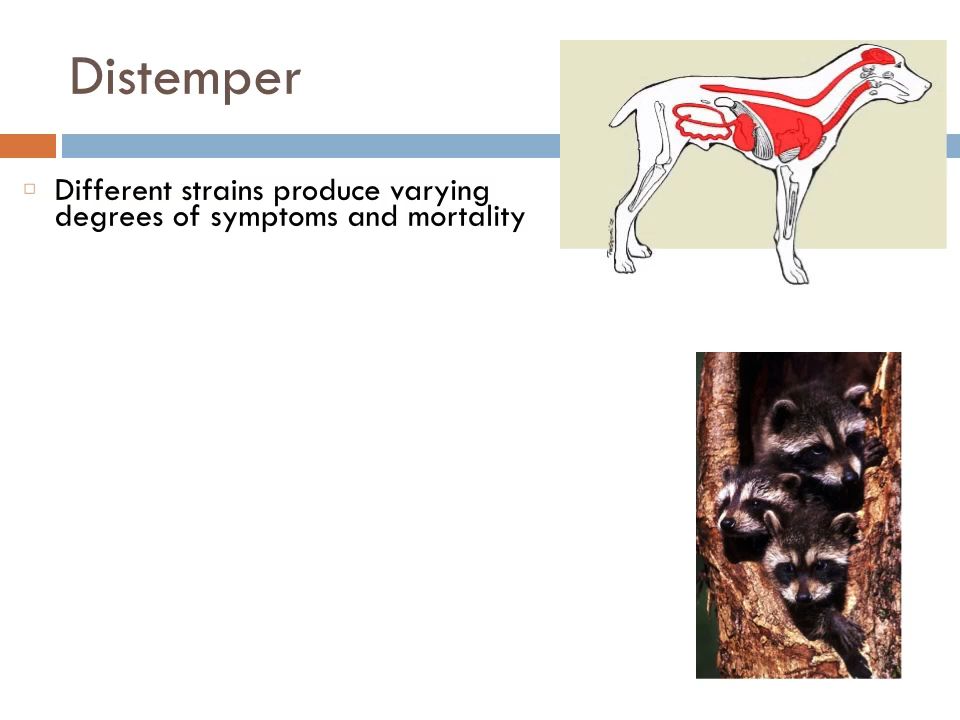 Distemper
Different strains produce varying
degrees of symptoms and mortality